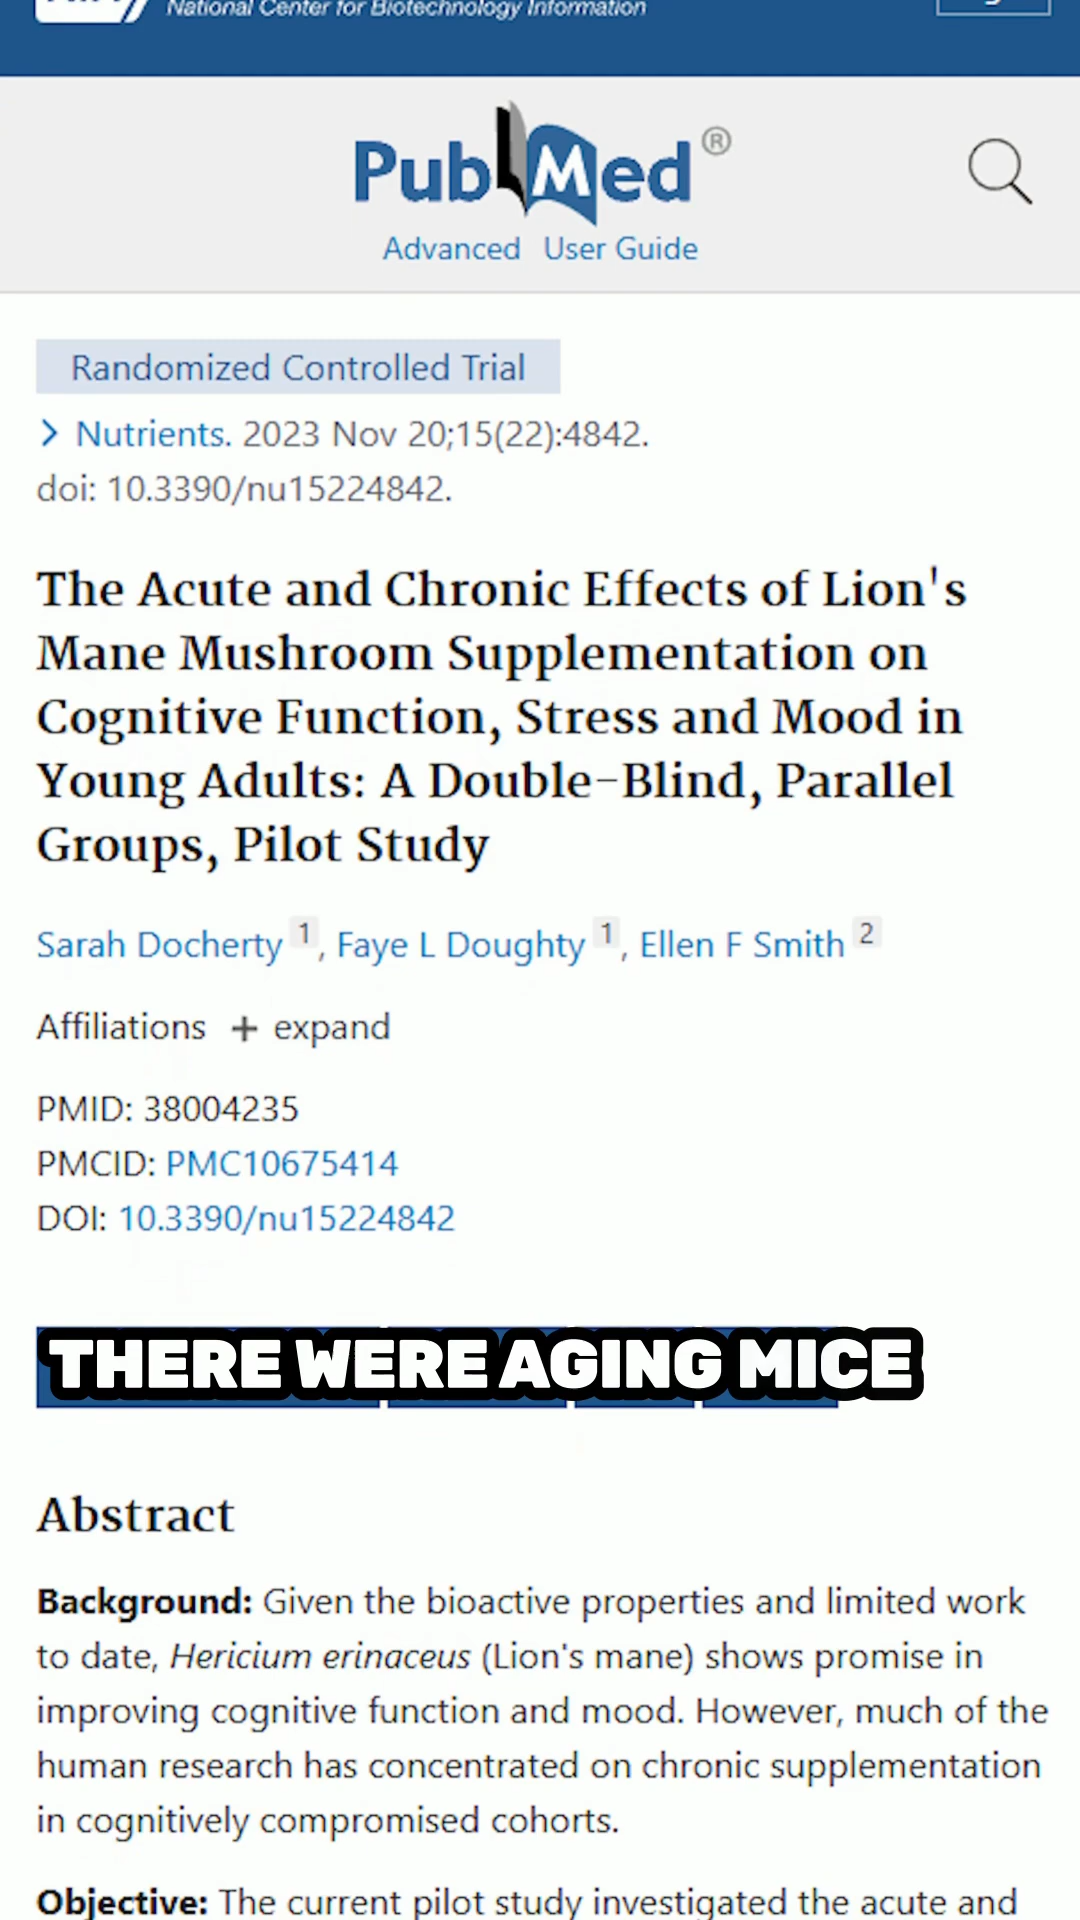 National Center for Biotechnology Information
PubMed®
Advanced User Guide
Randomized Controlled Trial
Nutrients. 2023 Nov 20;15(22):4842.
doi: 10.3390/nu15224842.
The Acute and Chronic Effects of Lion's
Mane Mushroom Supplementation on
Cognitive Function, Stress and Mood in
Young Adults: A Double-Blind, Parallel
Groups, Pilot Study
Sarah Docherty 1, Faye L Doughty 1, Ellen F Smith 2
Affiliations + expand
PMID: 38004235
PMCID: PMC10675414
DOI: 10.3390/nu15224842
THERE WERE AGING MICE
Abstract
Background: Given the bioactive properties and limited work
to date, Hericium erinaceus (Lion's mane) shows promise in
improving cognitive function and mood. However, much of the
human research has concentrated on chronic supplementation
in cognitively compromised cohorts.
Objective: The current pilot study investigated the acute and